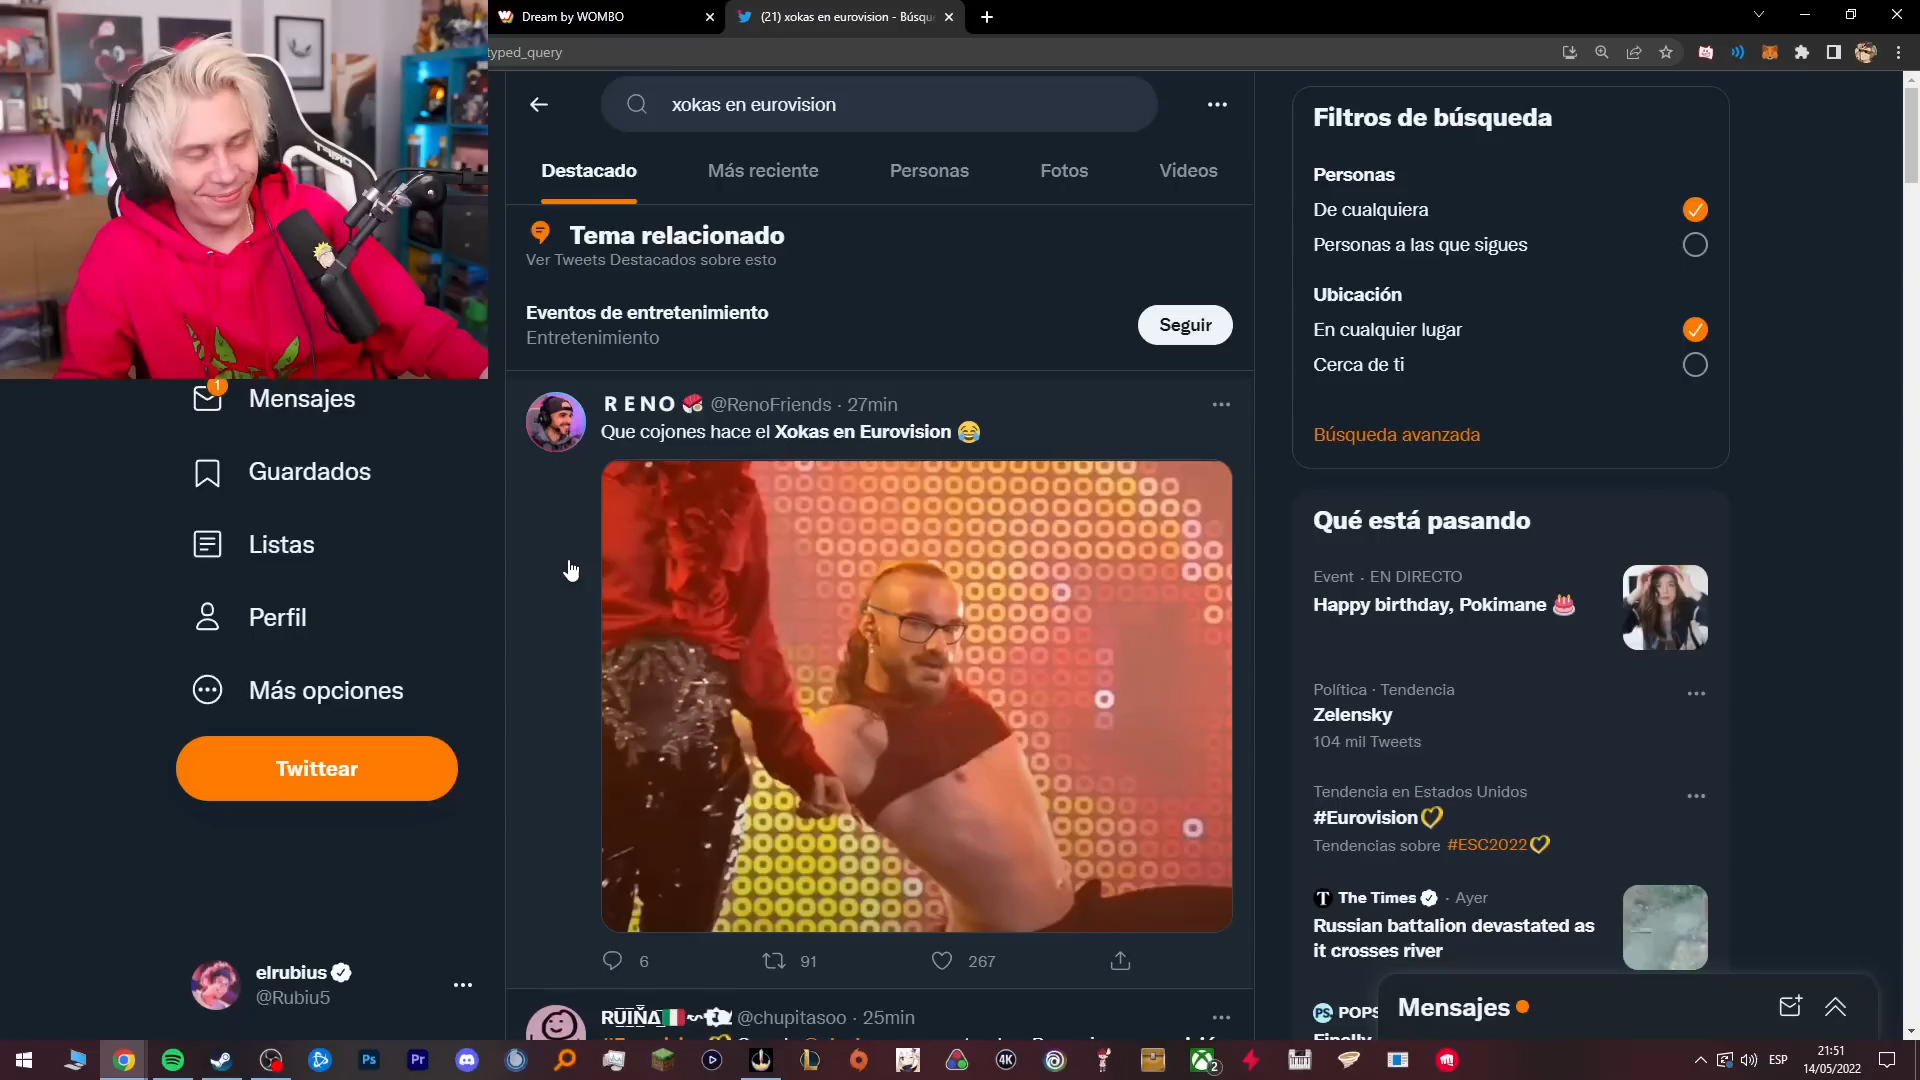 Dream by WOMBO
(21) xokas en eurovision - Búsqu
typed_query
xokas en eurovision
Destacado
Más reciente
Personas
Fotos
Videos
Tema relacionado
Ver Tweets Destacados sobre esto
Eventos de entretenimiento
Entretenimiento
Seguir
R E N O 🍣 @RenoFriends · 27min
Que cojones hace el Xokas en Eurovision 😂
6
91
267
@chupitasoo · 25min
Mensajes
1
Guardados
Listas
Perfil
Más opciones
Twittear
elrubius
@Rubiu5
Filtros de búsqueda
Personas
De cualquiera
Personas a las que sigues
Ubicación
En cualquier lugar
Cerca de ti
Búsqueda avanzada
Qué está pasando
Event · EN DIRECTO
Happy birthday, Pokimane 🎂
Política · Tendencia
Zelensky
104 mil Tweets
Tendencia en Estados Unidos
#Eurovision💛
Tendencias sobre #ESC2022💛
The Times · Ayer
Russian battalion devastated as
it crosses river
Mensajes
Ps
Pr
4K
2
ESP
21:51
14/05/2022